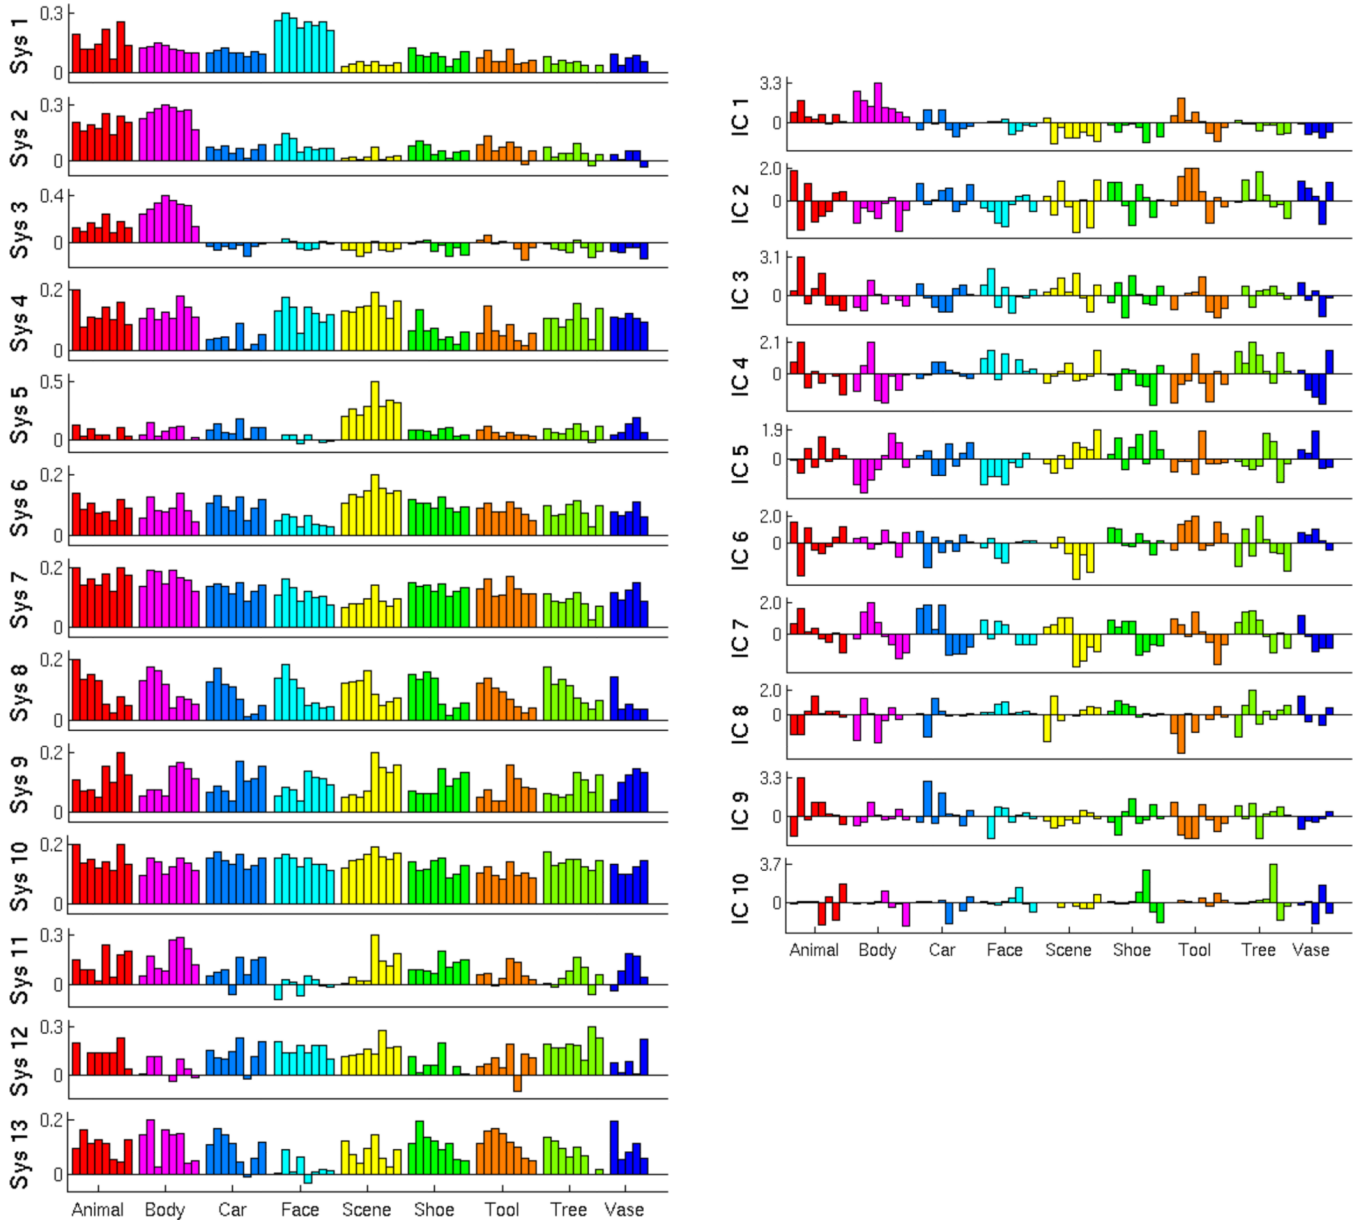 Sys 1
0.3
0
Sys 2
0.3
0
Sys 3
0.4
0
Sys 4
0.2
0
Sys 5
0.5
0
Sys 6
0.2
0
Sys 7
0.2
0
Sys 8
0.2
0
Sys 9
0.2
0
Sys 10
0.2
0
Sys 11
0.3
0
Sys 12
0.3
0
Sys 13
0.2
0
Animal Body Car Face Scene Shoe Tool Tree Vase
IC 1
3.3
0
IC 2
2.0
0
IC 3
3.1
0
IC 4
2.1
0
IC 5
1.9
0
IC 6
2.0
0
IC 7
2.0
0
IC 8
2.0
0
IC 9
3.3
0
IC 10
3.7
0
Animal Body Car Face Scene Shoe Tool Tree Vase